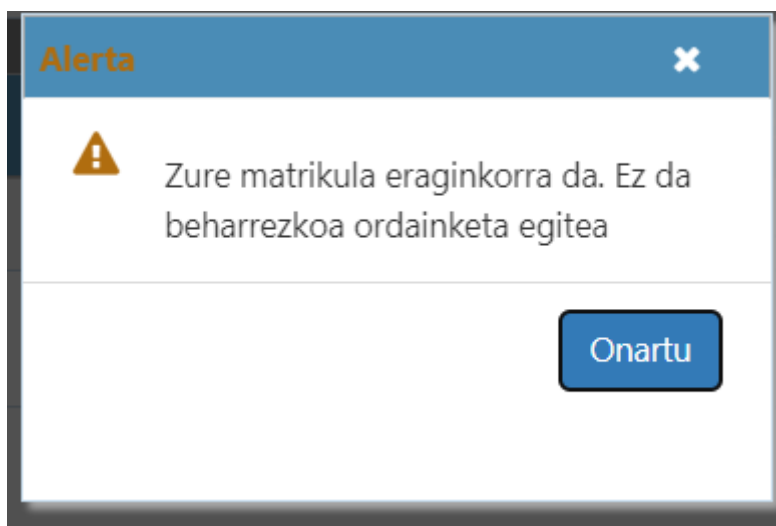 Alerta
Zure matrikula eraginkorra da. Ez da
beharrezkoa ordainketa egitea
Onartu